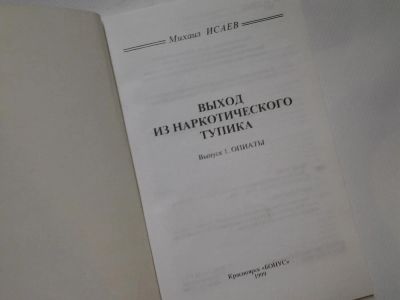 Михаил ИСАЕВ
ВЫХОД
ИЗ НАРКОТИЧЕСКОГО
ТУПИКА
Выпуск 1. ОПИАТЫ
Красноярск «БОНУС»
1999